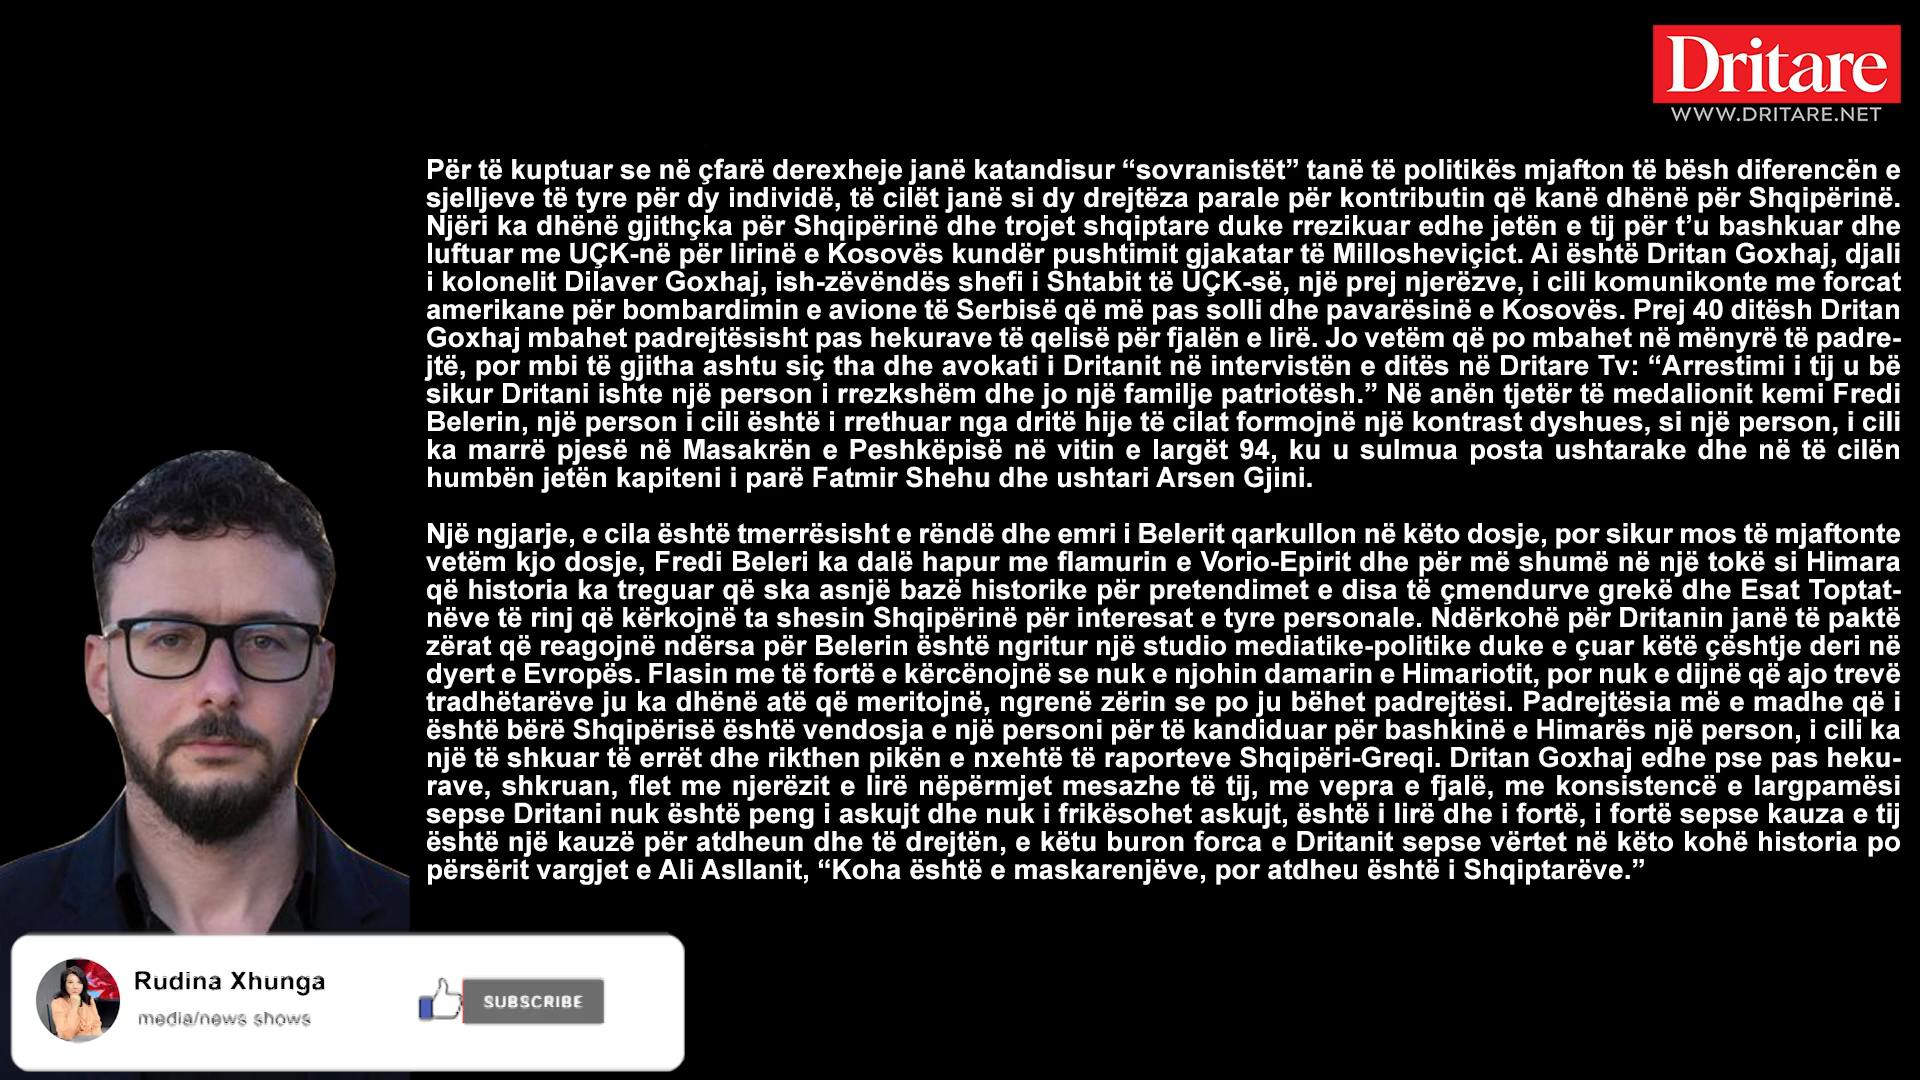 Dritare
WWW.DRITARE.NET
Për të kuptuar se në çfarë derexheje janë katandisur “sovranistët” tanë të politikës mjafton të bësh diferencën e
sjelljeve të tyre për dy individë, të cilët janë si dy drejtëza parale për kontributin që kanë dhënë për Shqipërinë.
Njëri ka dhënë gjithçka për Shqipërinë dhe trojet shqiptare duke rrezikuar edhe jetën e tij për t’u bashkuar dhe
luftuar me UÇK-në për lirinë e Kosovës kundër pushtimit gjakatar të Millosheviçict. Ai është Dritan Goxhaj, djali
i kolonelit Dilaver Goxhaj, ish-zëvëndës shefi i Shtabit të UÇK-së, një prej njerëzve, i cili komunikonte me forcat
amerikane për bombardimin e avione të Serbisë që më pas solli dhe pavarësinë e Kosovës. Prej 40 ditësh Dritan
Goxhaj mbahet padrejtësisht pas hekurave të qelisë për fjalën e lirë. Jo vetëm që po mbahet në mënyrë të padre-
jtë, por mbi të gjitha ashtu siç tha dhe avokati i Dritanit në intervistën e ditës në Dritare Tv: “Arrestimi i tij u bë
sikur Dritani ishte një person i rrezkshëm dhe jo një familje patriotësh.” Në anën tjetër të medalionit kemi Fredi
Belerin, një person i cili është i rrethuar nga dritë hije të cilat formojnë një kontrast dyshues, si një person, i cili
ka marrë pjesë në Masakrën e Peshkëpisë në vitin e largët 94, ku u sulmua posta ushtarake dhe në të cilën
humbën jetën kapiteni i parë Fatmir Shehu dhe ushtari Arsen Gjini.
Një ngjarje, e cila është tmerrësisht e rëndë dhe emri i Belerit qarkullon në këto dosje, por sikur mos të mjaftonte
vetëm kjo dosje, Fredi Beleri ka dalë hapur me flamurin e Vorio-Epirit dhe për më shumë në një tokë si Himara
që historia ka treguar që ska asnjë bazë historike për pretendimet e disa të çmendurve grekë dhe Esat Toptat-
nëve të rinj që kërkojnë ta shesin Shqipërinë për interesat e tyre personale. Ndërkohë për Dritanin janë të paktë
zërat që reagojnë ndërsa për Belerin është ngritur një studio mediatike-politike duke e çuar këtë çështje deri në
dyert e Evropës. Flasin me të fortë e kërcënojnë se nuk e njohin damarin e Himariotit, por nuk e dijnë që ajo trevë
tradhëtarëve ju ka dhënë atë që meritojnë, ngrenë zërin se po ju bëhet padrejtësi. Padrejtësia më e madhe që i
është bërë Shqipërisë është vendosja e një personi për të kandiduar për bashkinë e Himarës një person, i cili ka
një të shkuar të errët dhe rikthen pikën e nxehtë të raporteve Shqipëri-Greqi. Dritan Goxhaj edhe pse pas heku-
rave, shkruan, flet me njerëzit e lirë nëpërmjet mesazhe të tij, me vepra e fjalë, me konsistencë e largpamësi
sepse Dritani nuk është peng i askujt dhe nuk i frikësohet askujt, është i lirë dhe i fortë, i fortë sepse kauza e tij
është një kauzë për atdheun dhe të drejtën, e këtu buron forca e Dritanit sepse vërtet në këto kohë historia po
përsërit vargjet e Ali Asllanit, “Koha është e maskarenjëve, por atdheu është i Shqiptarëve.”
Rudina Xhunga
media/news shows
SUBSCRIBE